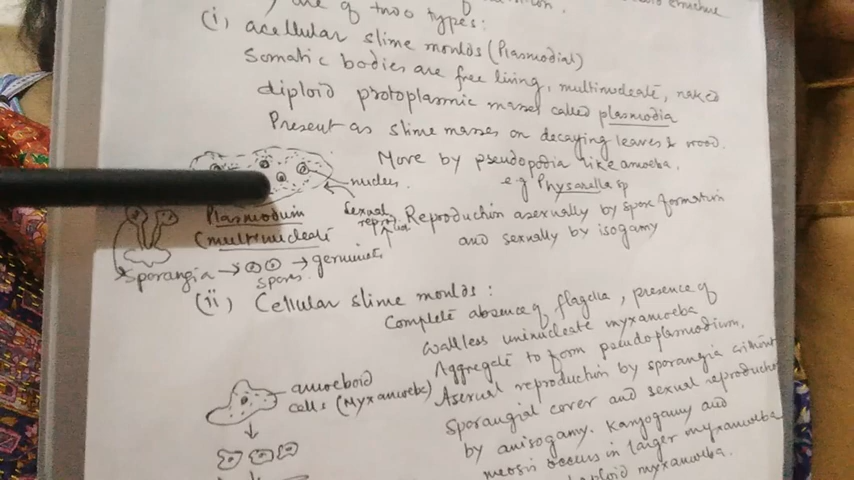 are of two types:
(i) acellular slime moulds (Plasmodial)
Somatic bodies are free living, multinucleate, naked
diploid protoplasmic masses called plasmodia
Present as slime masses on decaying leaves & wood.
Move by pseudopodia like amoeba.
nucleus.
e.g Physarella sp
Plasmodium
(multinucleate
Sexual
Reproduction asexually by spore formation
and sexually by isogamy
Sporangia → → germinate
spores.
(ii) Cellular slime moulds:
Complete absence of flagella, presence of
wallless uninucleate myxamoeba
Aggregate to form pseudoplasmodium.
amoeboid
cells (Myxamoeba)
Asexual reproduction by sporangia without
Sporangial cover and sexual reproduction
by anisogamy. Karyogamy and
meosis occurs in larger myxamoeba
haploid myxamoeba.